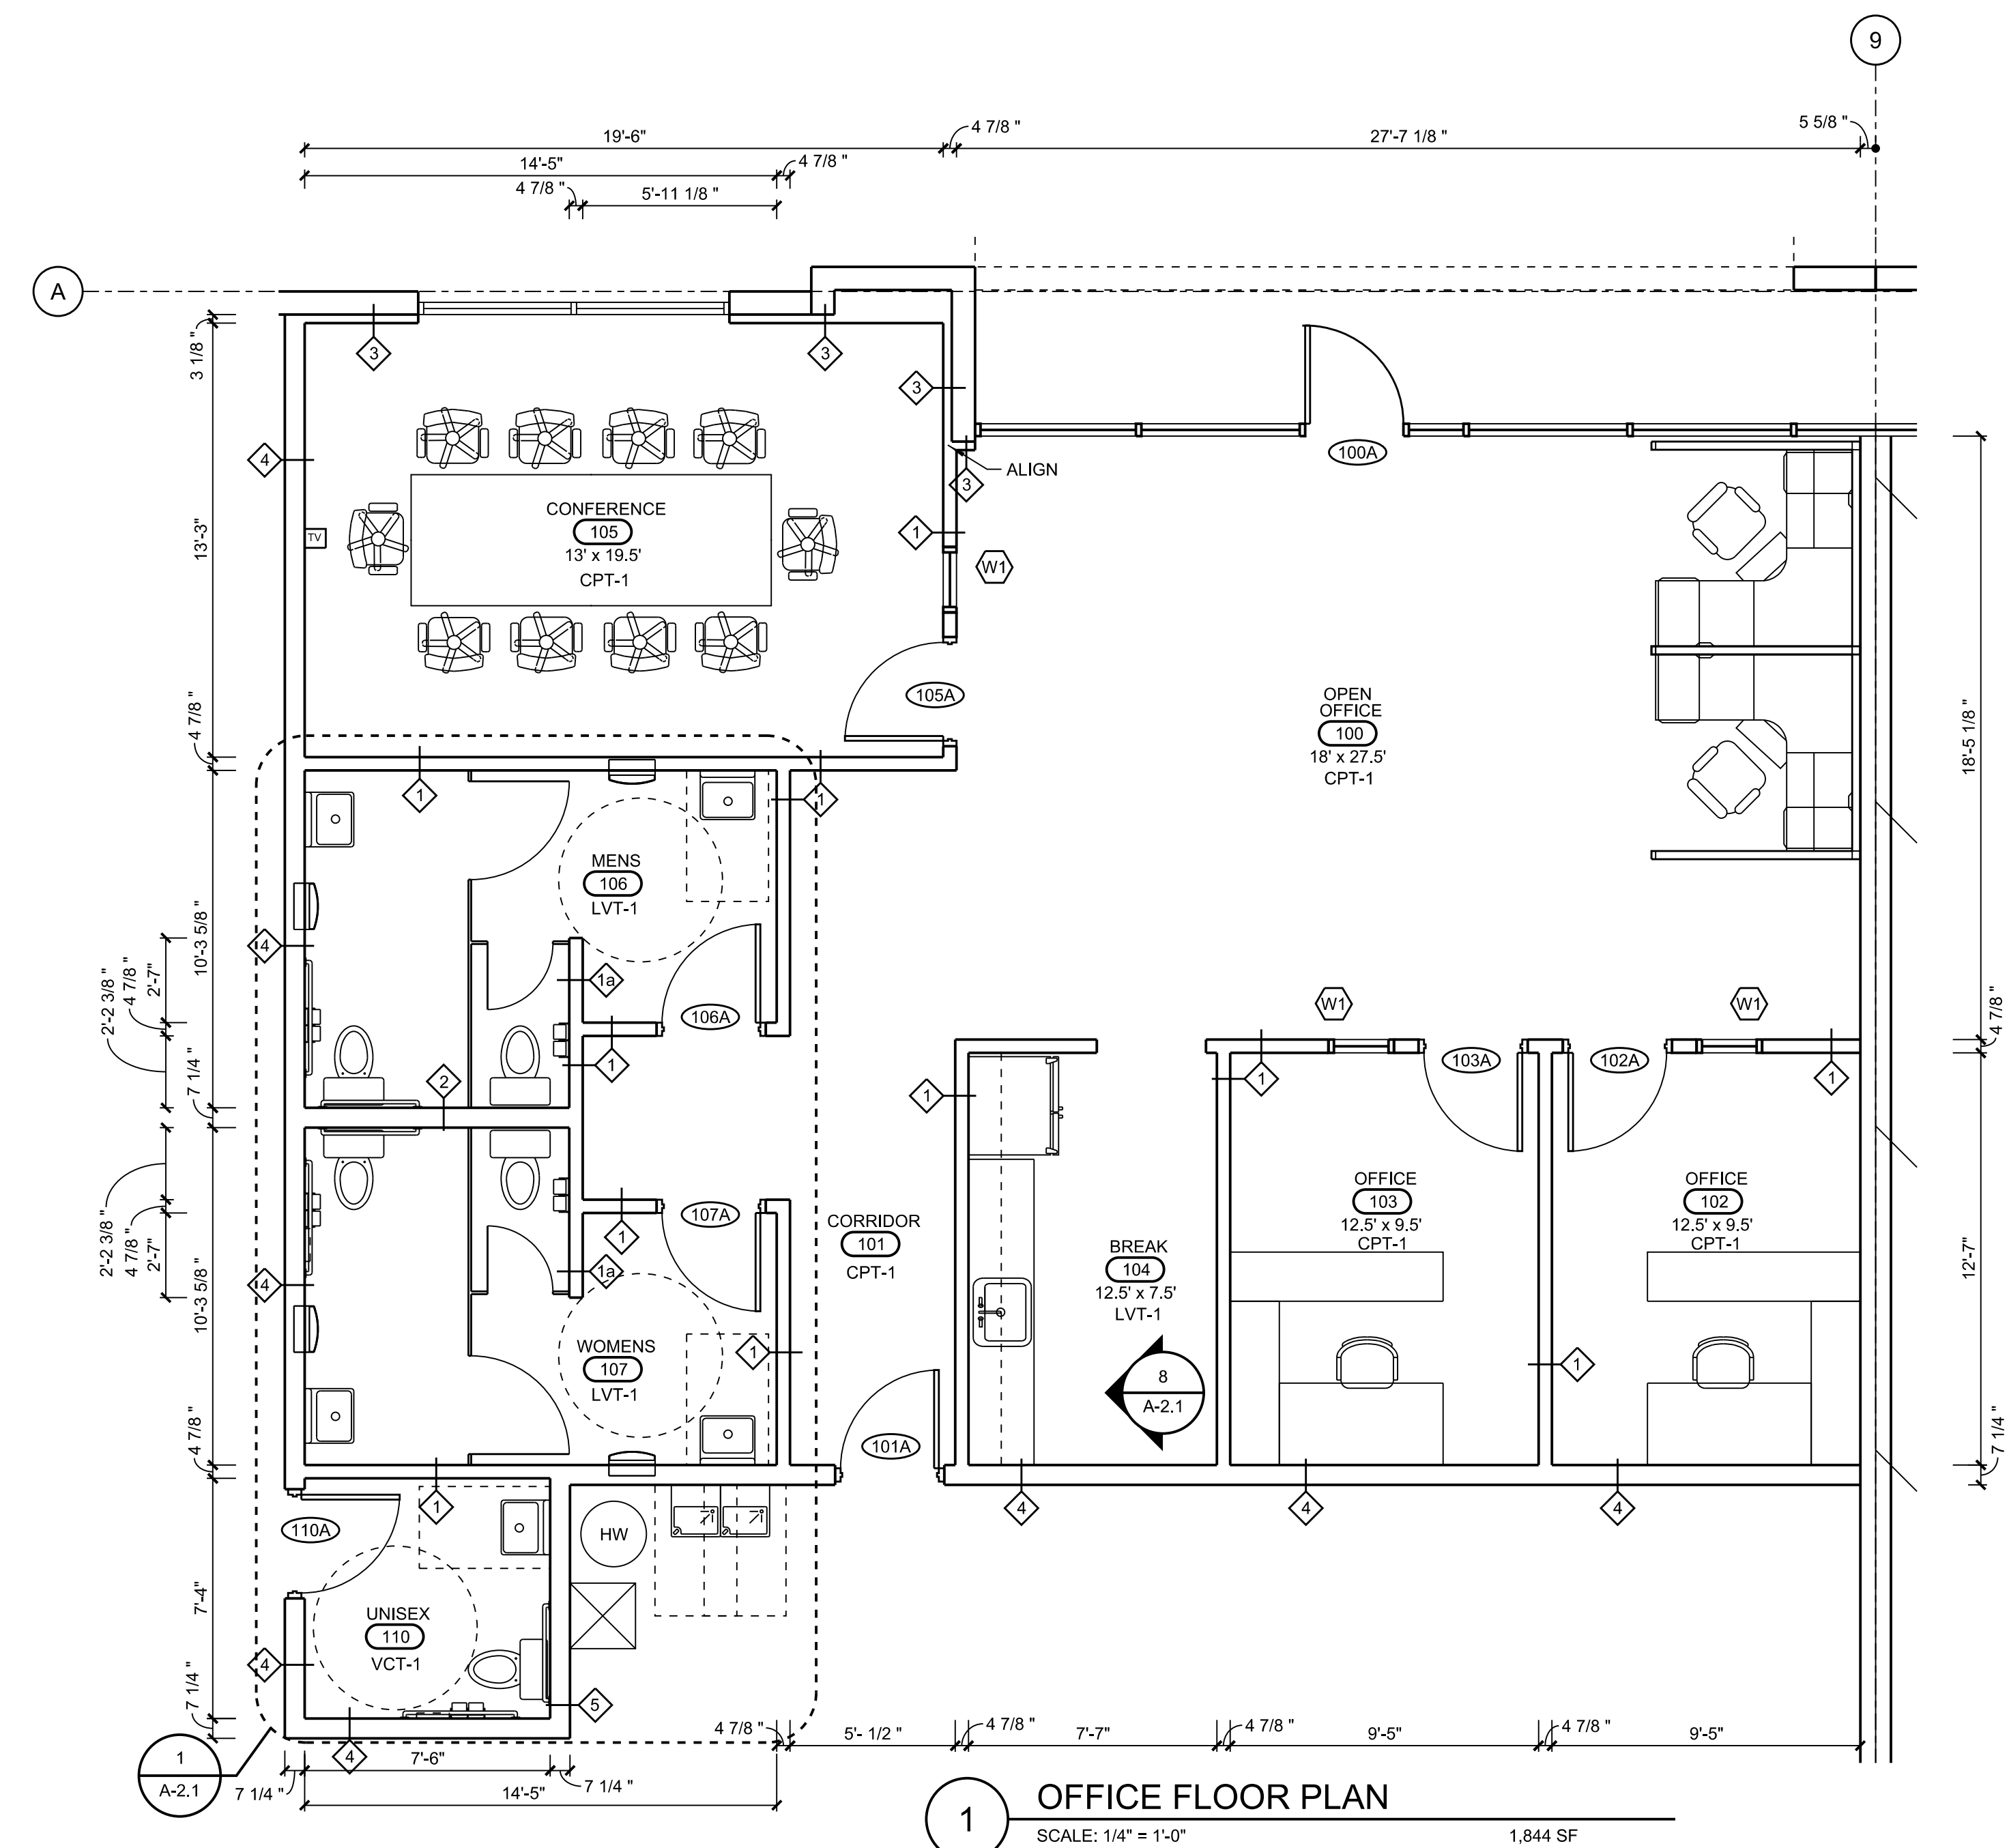 9
19'-6"
4 7/8 "
27'-7 1/8 "
5 5/8 "
14'-5"
4 7/8 "
4 7/8 "
5'-11 1/8 "
A
3 1/8 "
3
3
3
4
100A
ALIGN
3
CONFERENCE
105
13' x 19.5'
CPT-1
TV
1
W1
13'-3"
105A
OPEN
OFFICE
100
18' x 27.5'
CPT-1
18'-5 1/8 "
4 7/8 "
1
1
MENS
106
LVT-1
4
10'-3 5/8 "
2'-7"
4 7/8 "
2'-2 3/8 "
1a
106A
W1
W1
4 7/8 "
1
103A
102A
7 1/4 "
2
1
1
1
1
OFFICE
103
12.5' x 9.5'
CPT-1
OFFICE
102
12.5' x 9.5'
CPT-1
107A
CORRIDOR
101
CPT-1
1
BREAK
104
12.5' x 7.5'
LVT-1
2'-2 3/8 "
4 7/8 "
2'-7"
10'-3 5/8 "
4
1a
12'-7"
WOMENS
107
LVT-1
1
1
8
A-2.1
101A
4 7/8 "
7 1/4 "
1
4
4
4
110A
HW
7'-4"
UNISEX
110
VCT-1
4
5
7 1/4 "
4 7/8 "
5'- 1/2 "
4 7/8 "
7'-7"
4 7/8 "
9'-5"
4 7/8 "
9'-5"
1
A-2.1
4
7 1/4 "
7'-6"
7 1/4 "
14'-5"
1
OFFICE FLOOR PLAN
SCALE: 1/4" = 1'-0"
1,844 SF